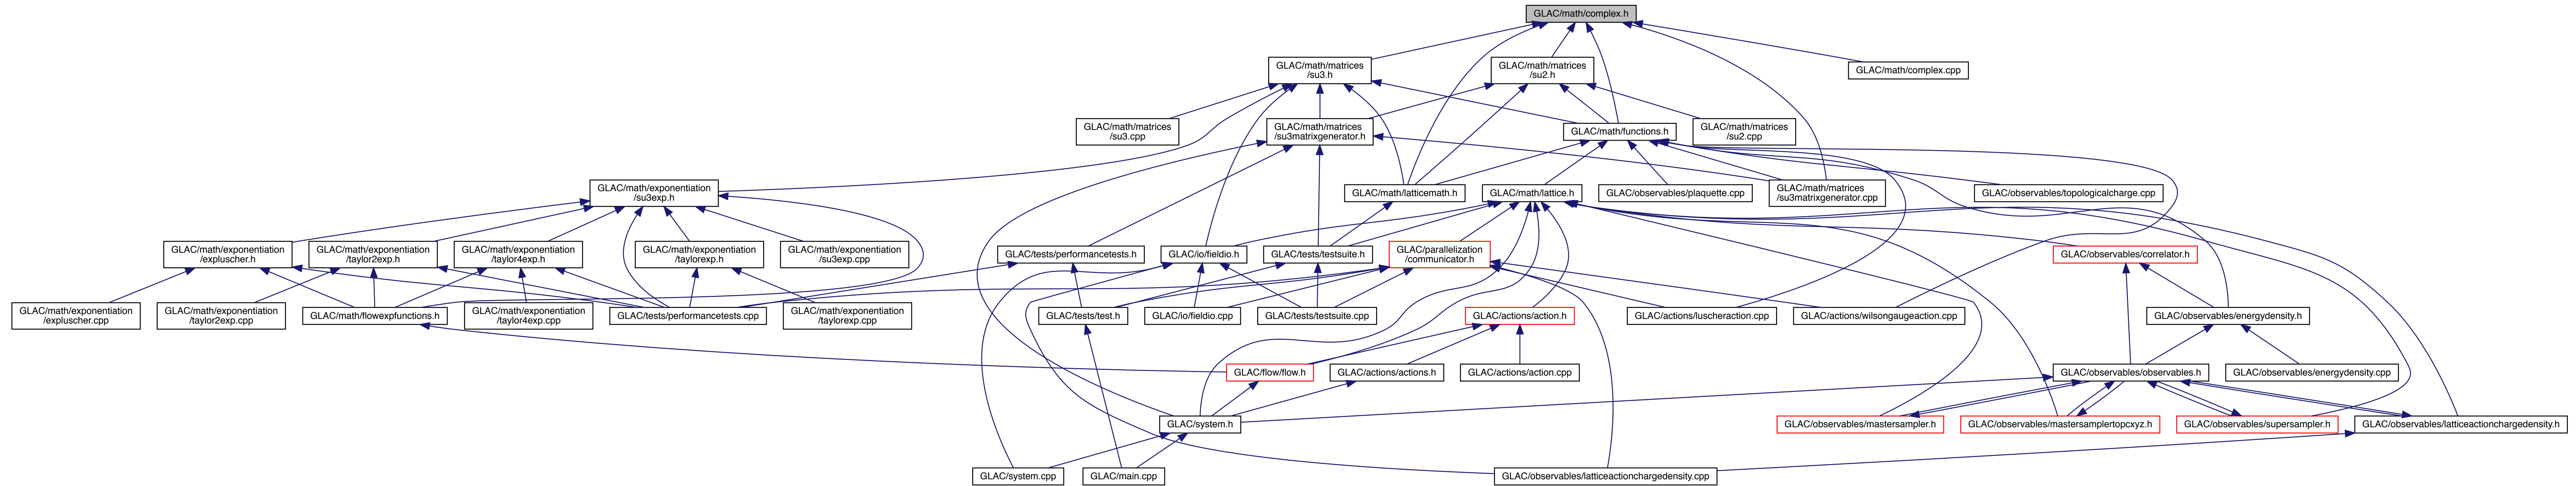 GLAC/math/complex.h
GLAC/math/matrices
/su3.h
GLAC/math/matrices
/su2.h
GLAC/math/complex.cpp
GLAC/math/matrices
/su3.cpp
GLAC/math/matrices
/su3matrixgenerator.h
GLAC/math/functions.h
GLAC/math/matrices
/su2.cpp
GLAC/math/exponentiation
/su3exp.h
GLAC/math/latticemath.h
GLAC/math/lattice.h
GLAC/observables/plaquette.cpp
GLAC/math/matrices
/su3matrixgenerator.cpp
GLAC/observables/topologicalcharge.cpp
GLAC/math/exponentiation
/expluscher.h
GLAC/math/exponentiation
/taylor2exp.h
GLAC/math/exponentiation
/taylor4exp.h
GLAC/math/exponentiation
/taylorexp.h
GLAC/math/exponentiation
/su3exp.cpp
GLAC/tests/performancetests.h
GLAC/io/fieldio.h
GLAC/tests/testsuite.h
GLAC/parallelization
/communicator.h
GLAC/observables/correlator.h
GLAC/math/exponentiation
/expluscher.cpp
GLAC/math/exponentiation
/taylor2exp.cpp
GLAC/math/flowexpfunctions.h
GLAC/math/exponentiation
/taylor4exp.cpp
GLAC/tests/performancetests.cpp
GLAC/math/exponentiation
/taylorexp.cpp
GLAC/tests/test.h
GLAC/io/fieldio.cpp
GLAC/tests/testsuite.cpp
GLAC/actions/action.h
GLAC/actions/luscheraction.cpp
GLAC/actions/wilsongaugeaction.cpp
GLAC/observables/energydensity.h
GLAC/flow/flow.h
GLAC/actions/actions.h
GLAC/actions/action.cpp
GLAC/observables/observables.h
GLAC/observables/energydensity.cpp
GLAC/system.h
GLAC/observables/mastersampler.h
GLAC/observables/mastersamplertopcxyz.h
GLAC/observables/supersampler.h
GLAC/observables/latticeactionchargedensity.h
GLAC/system.cpp
GLAC/main.cpp
GLAC/observables/latticeactionchargedensity.cpp